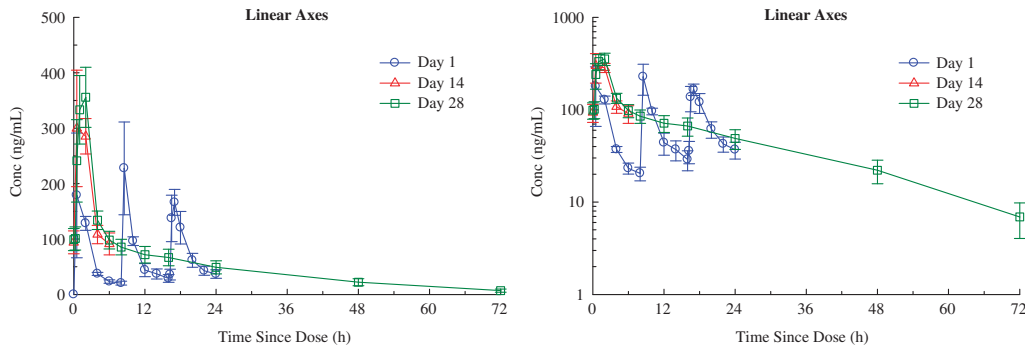 Linear Axes
500
400
300
200
100
0
Conc (ng/mL)
0 12 24 36 48 60 72
Time Since Dose (h)
Day 1
Day 14
Day 28
Linear Axes
1000
100
10
1
Conc (ng/mL)
0 12 24 36 48 60 72
Time Since Dose (h)
Day 1
Day 14
Day 28